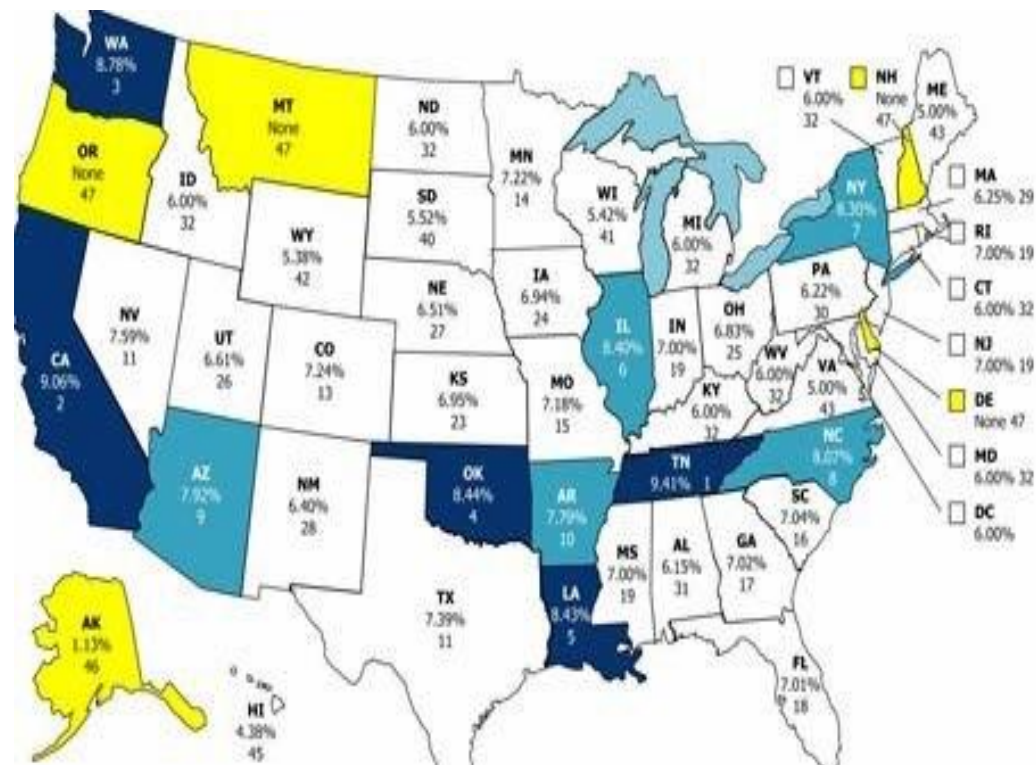 WA
8.78%
3
MT
None
47
ND
6.00%
32
MN
7.22%
14
VT
6.00%
32
NH
None
47
ME
5.00%
43
OR
None
47
ID
6.00%
32
SD
5.52%
40
WI
5.42%
41
MI
6.00%
32
NY
8.30%
7
MA
6.25% 29
RI
7.00% 19
CT
6.00% 32
NJ
7.00% 19
DE
None 47
MD
6.00% 32
DC
6.00%
WY
5.38%
42
NE
6.51%
27
IA
6.94%
24
PA
6.22%
30
NV
7.59%
11
UT
6.61%
26
CO
7.24%
13
KS
6.95%
23
MO
7.18%
15
IL
8.40%
6
IN
7.00%
19
OH
6.83%
25
WV
6.00%
32
VA
5.00%
43
KY
6.00%
32
CA
9.06%
2
AZ
7.92%
9
NM
6.40%
28
OK
8.44%
4
AR
7.79%
10
TN
9.41% 1
NC
8.07%
8
SC
7.04%
16
TX
7.39%
11
LA
8.43%
5
MS
7.00%
19
AL
6.15%
31
GA
7.02%
17
FL
7.01%
18
AK
1.13%
46
HI
4.38%
45